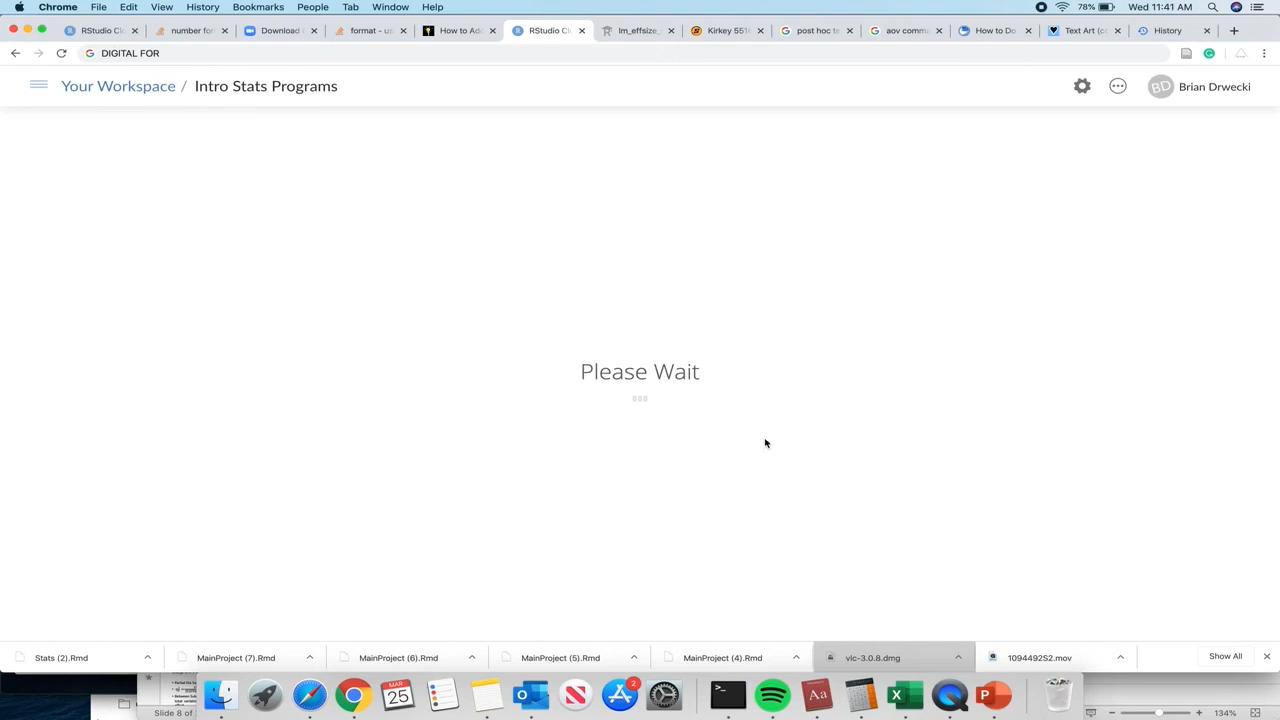 Chrome File Edit View History Bookmarks People Tab Window Help 78% Wed 11:41 AM
RStudio Cl number for Download format - us How to Add RStudio Cl lm_effsize_ Kirkey 551 post hoc te aov comma How to Do Text Art (c History
DIGITAL FOR
Your Workspace / Intro Stats Programs BD Brian Drwecki
Please Wait
Stats (2).Rmd MainProject (7).Rmd MainProject (6).Rmd MainProject (5).Rmd MainProject (4).Rmd vlc-3.0.8.dmg 1094492S2.mov Show All
2
MAR
25
Slide 8 of 134%